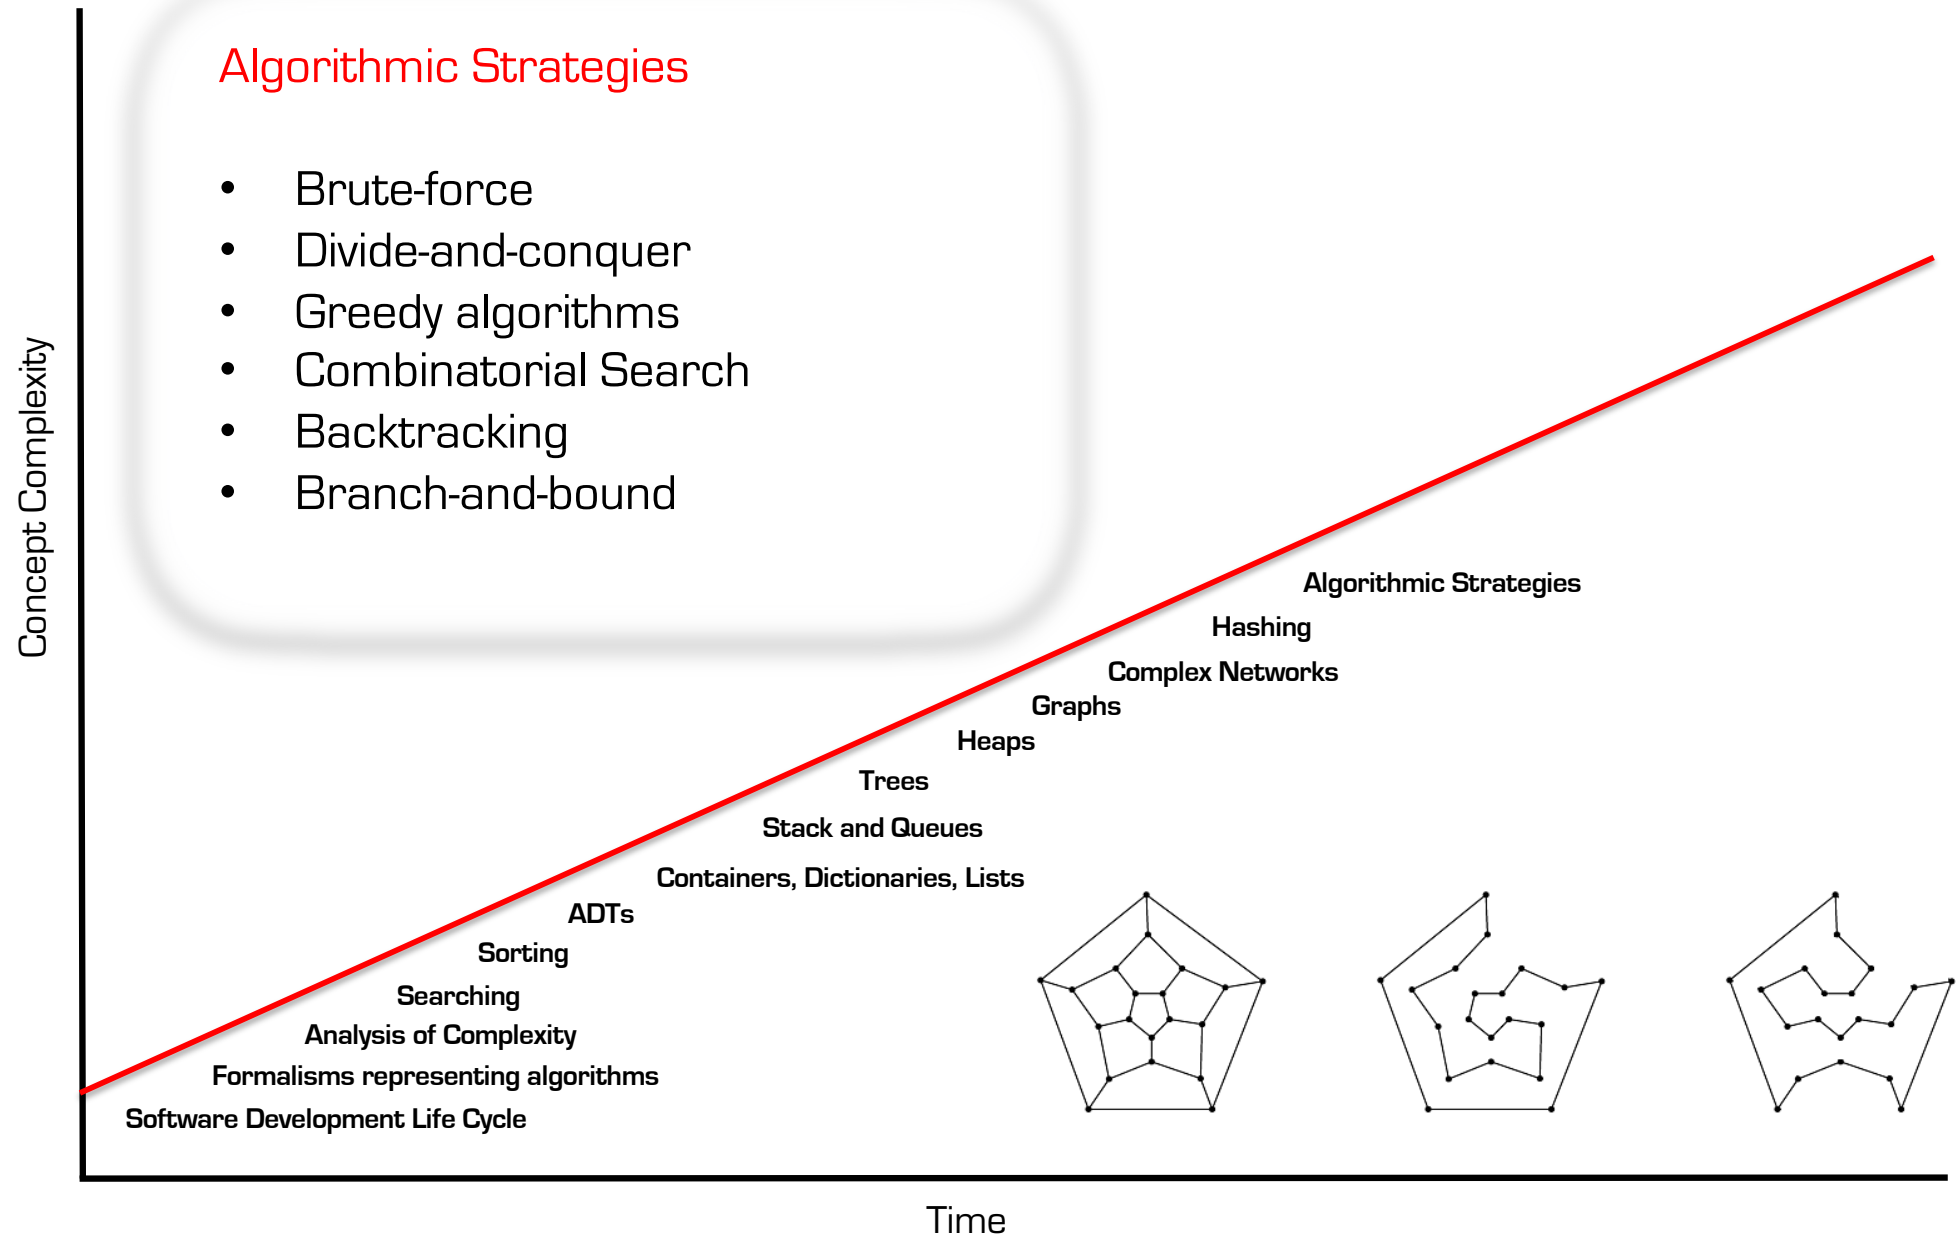 Algorithmic Strategies
• Brute-force
• Divide-and-conquer
• Greedy algorithms
• Combinatorial Search
• Backtracking
• Branch-and-bound
Concept Complexity
Algorithmic Strategies
Hashing
Complex Networks
Graphs
Heaps
Trees
Stack and Queues
Containers, Dictionaries, Lists
ADTs
Sorting
Searching
Analysis of Complexity
Formalisms representing algorithms
Software Development Life Cycle
Time